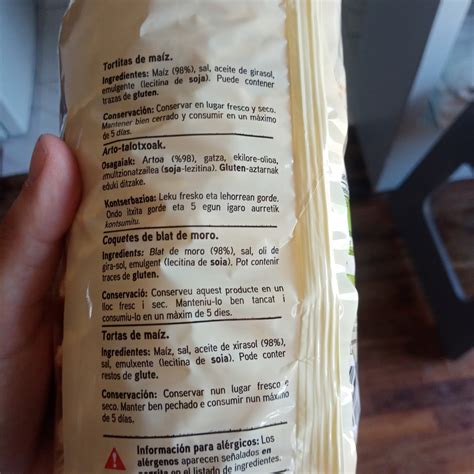 Tortitas de maíz.
Ingredientes: Maíz (98%), sal, aceite de girasol,
emulgente (lecitina de soja). Puede contener
trazas de gluten.
Conservación: Conservar en lugar fresco y seco.
Mantener bien cerrado y consumir en un máximo
de 5 días.
Arto-talotxoak.
Osagaiak: Artoa (%98), gatza, ekilore-olioa,
emultzionatzailea (soja-lezitina). Gluten-aztarnak
eduki ditzake.
Kontserbazioa: Leku fresko eta lehorrean gorde.
Ondo itxita gorde eta 5 egun igaro aurretik
kontsumitu.
Coquetes de blat de moro.
Ingredients: Blat de moro (98%), sal, oli de
gira-sol, emulgent (lecitina de soia). Pot contenir
traces de gluten.
Conservació: Conserveu aquest producte en un
lloc fresc i sec. Manteniu-lo ben tancat i
consumiu-lo en un màxim de 5 dies.
Tortas de maíz.
Ingredientes: Maíz, sal, aceite de xirasol (98%),
sal, emulxente (lecitina de soia). Pode conter
restos de glute.
Conservación: Conservar nun lugar fresco e
seco. Manter ben pechado e consumir nun máximo
de 5 días.
Información para alérgicos: Los
alérgenos aparecen señalados en
en el listado de ingredientes.